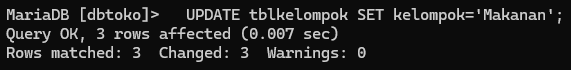 MariaDB [dbtoko]>   UPDATE tblkelompok SET kelompok='Makanan';
Query OK, 3 rows affected (0.007 sec)
Rows matched: 3  Changed: 3  Warnings: 0